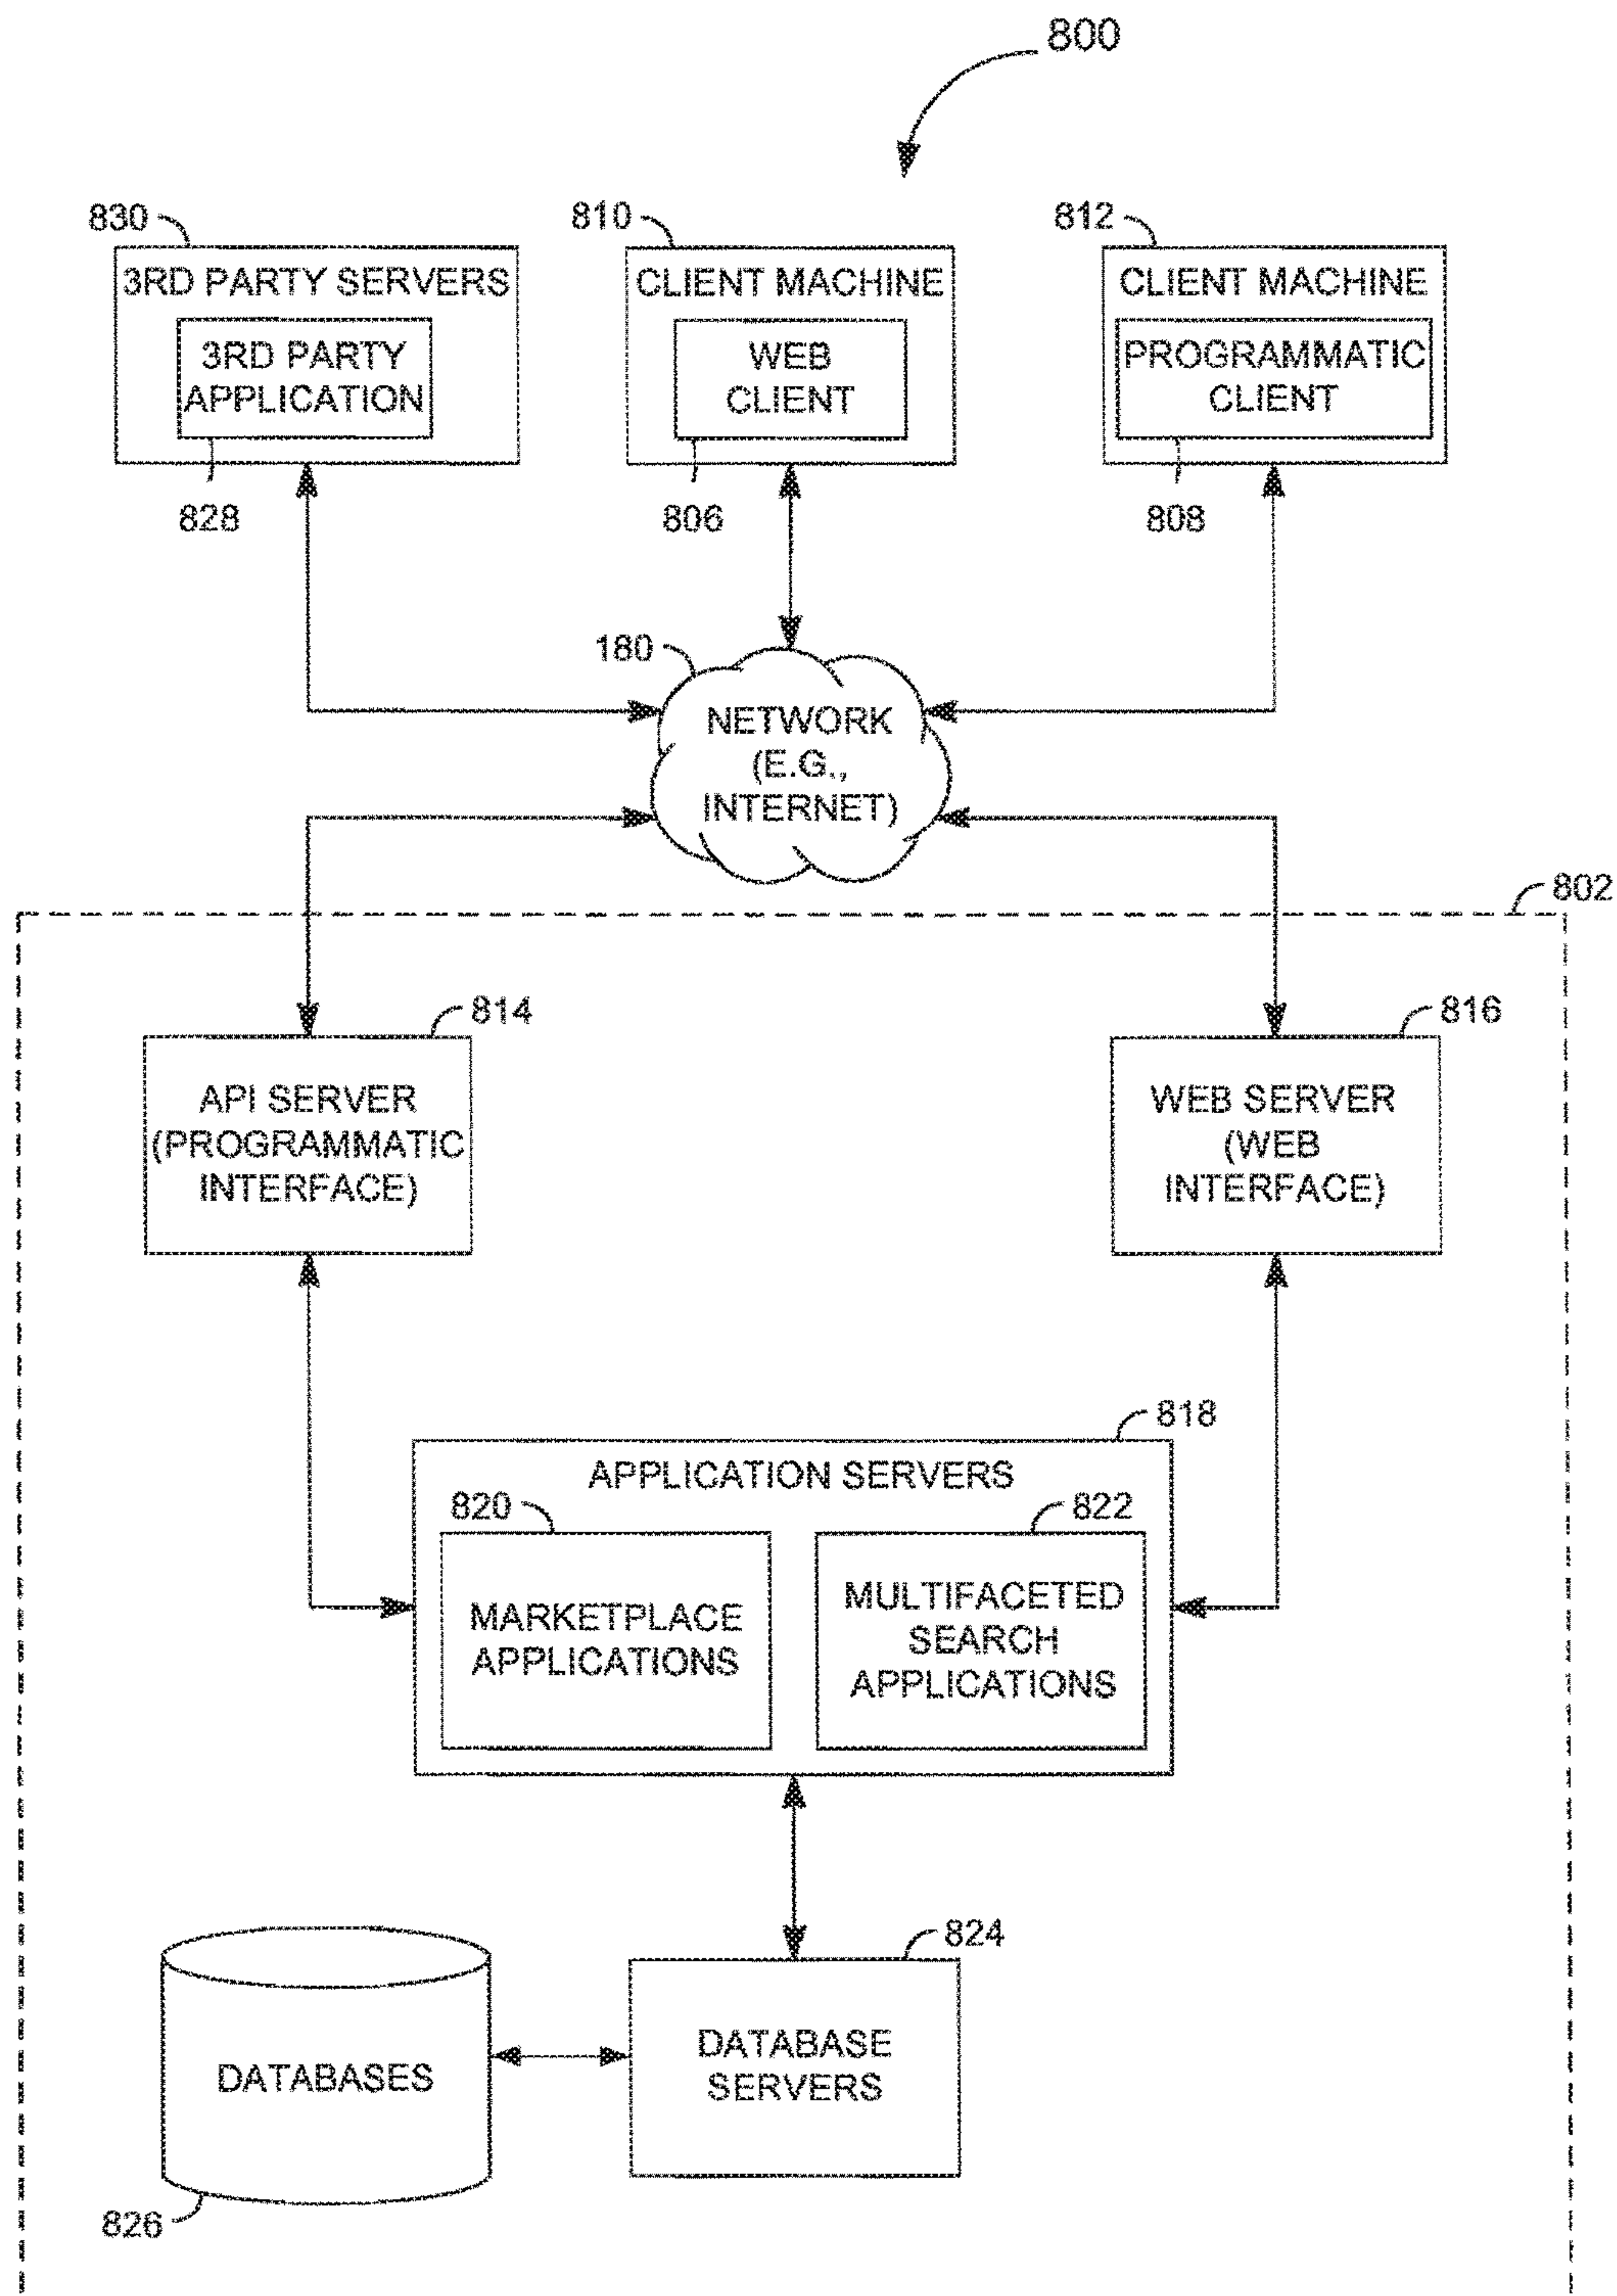 800
830
810
812
3RD PARTY SERVERS
3RD PARTY
APPLICATION
828
CLIENT MACHINE
WEB
CLIENT
806
CLIENT MACHINE
PROGRAMMATIC
CLIENT
808
180
NETWORK
(E.G.,
INTERNET)
802
814
API SERVER
(PROGRAMMATIC
INTERFACE)
816
WEB SERVER
(WEB
INTERFACE)
818
APPLICATION SERVERS
820
MARKETPLACE
APPLICATIONS
822
MULTIFACETED
SEARCH
APPLICATIONS
824
DATABASE
SERVERS
DATABASES
826